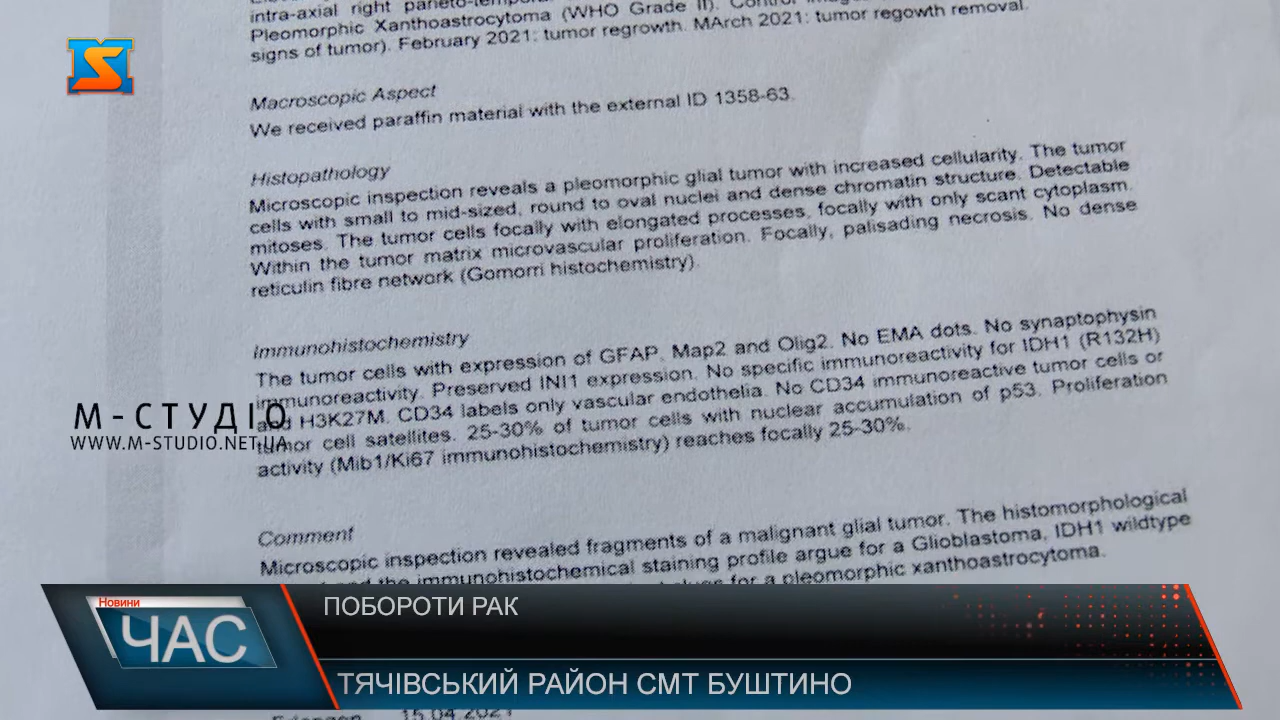 intra-axial right parieto-tempora
Pleomorphic Xanthoastrocytoma (WHO Grade II). Control
signs of tumor). February 2021: tumor regrowth. MArch 2021: tumor regowth removal.
Macroscopic Aspect
We received paraffin material with the external ID 1358-63.
Histopathology
Microscopic inspection reveals a pleomorphic glial tumor with increased cellularity. The tumor
cells with small to mid-sized, round to oval nuclei and dense chromatin structure. Detectable
mitoses. The tumor cells focally with elongated processes, focally with only scant cytoplasm.
Within the tumor matrix microvascular proliferation. Focally, palisading necrosis. No dense
reticulin fibre network (Gomorri histochemistry).
Immunohistochemistry
The tumor cells with expression of GFAP, Map2 and Olig2. No EMA dots. No synaptophysin
immunoreactivity. Preserved INI1 expression. No specific immunoreactivity for IDH1 (R132H)
and H3K27M. CD34 labels only vascular endothelia. No CD34 immunoreactive tumor cells or
tumor cell satellites. 25-30% of tumor cells with nuclear accumulation of p53. Proliferation
activity (Mib1/Ki67 immunohistochemistry) reaches focally 25-30%.
М-СТУДІО
WWW.M-STUDIO.NET.UA
Comment
Microscopic inspection revealed fragments of a malignant glial tumor. The histomorphological
and the immunohistochemical staining profile argue for a Glioblastoma, IDH1 wildtype
for a pleomorphic xanthoastrocytoma.
Новини
ЧАС
ПОБОРОТИ РАК
ТЯЧІВСЬКИЙ РАЙОН СМТ БУШТИНО
15.04.2021